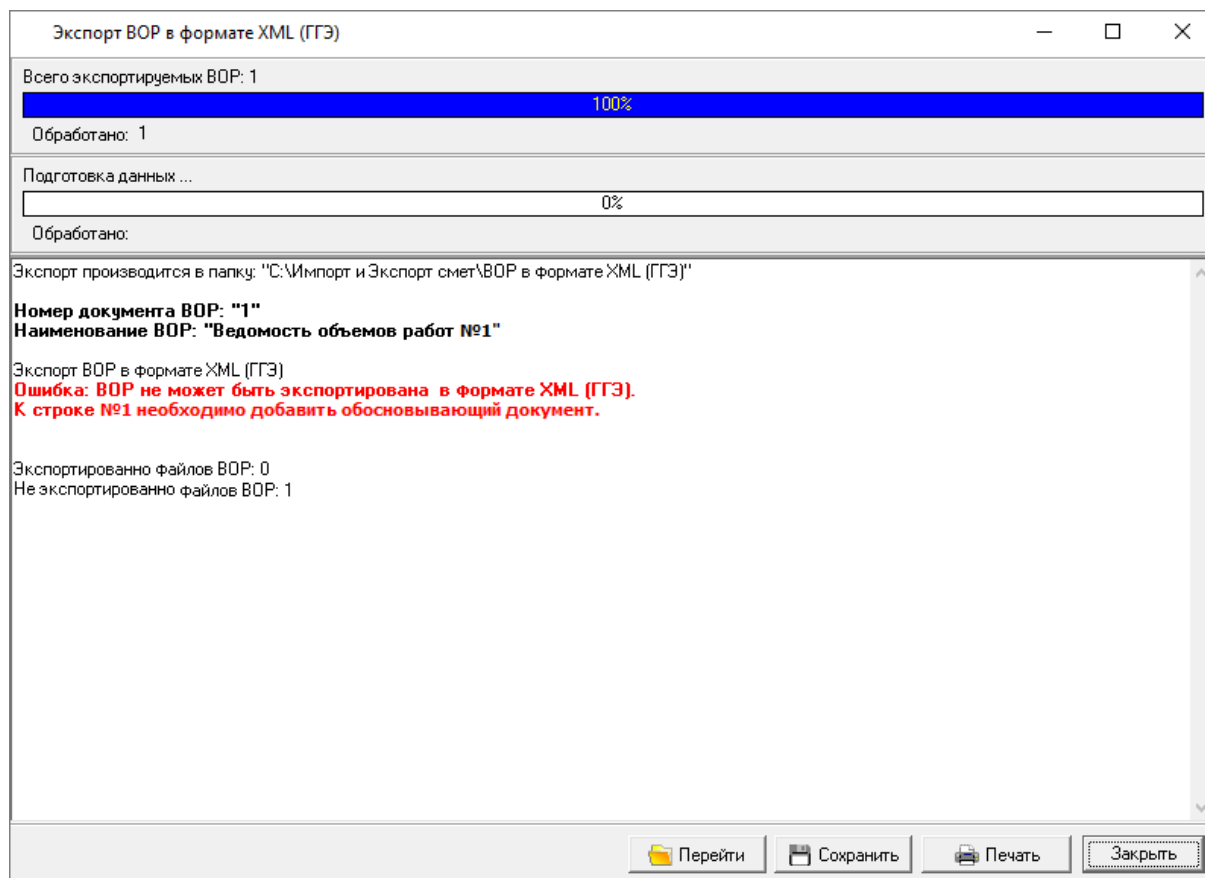 Экспорт ВОР в формате XML (ГГЭ)
Всего экспортируемых ВОР: 1
100%
Обработано: 1
Подготовка данных ...
0%
Обработано:
Экспорт производится в папку: "C:\Импорт и Экспорт смет\ВОР в формате XML (ГГЭ)"
Номер документа ВОР: "1"
Наименование ВОР: "Ведомость объемов работ №1"
Экспорт ВОР в формате XML (ГГЭ)
Ошибка: ВОР не может быть экспортирована в формате XML (ГГЭ).
К строке №1 необходимо добавить обосновывающий документ.
Экспортированно файлов ВОР: 0
Не экспортированно файлов ВОР: 1
Перейти Сохранить Печать Закрыть